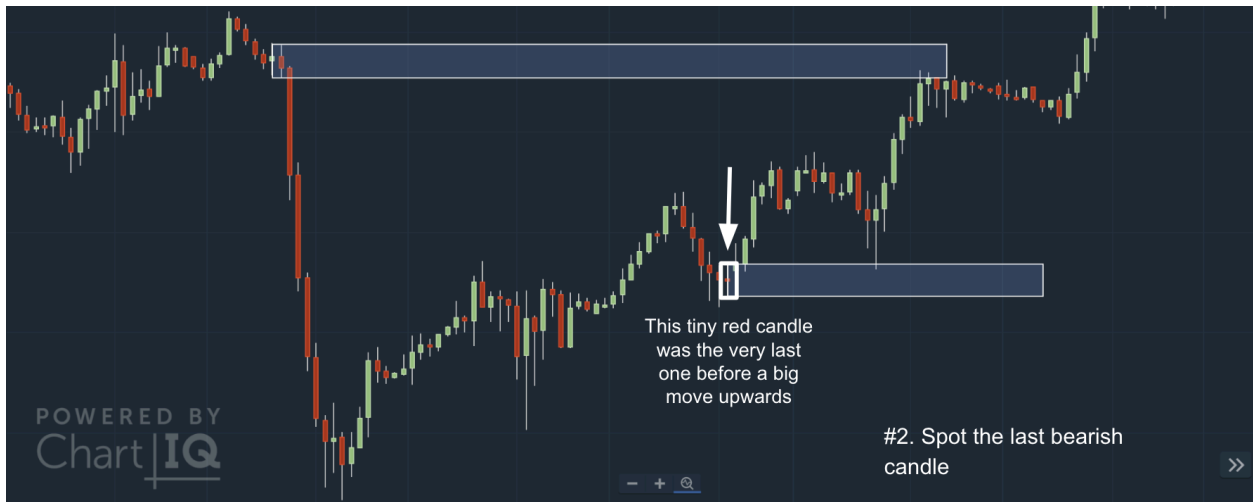 This tiny red candle
was the very last
one before a big
move upwards
POWERED BY
Chart|IQ
#2. Spot the last bearish
candle